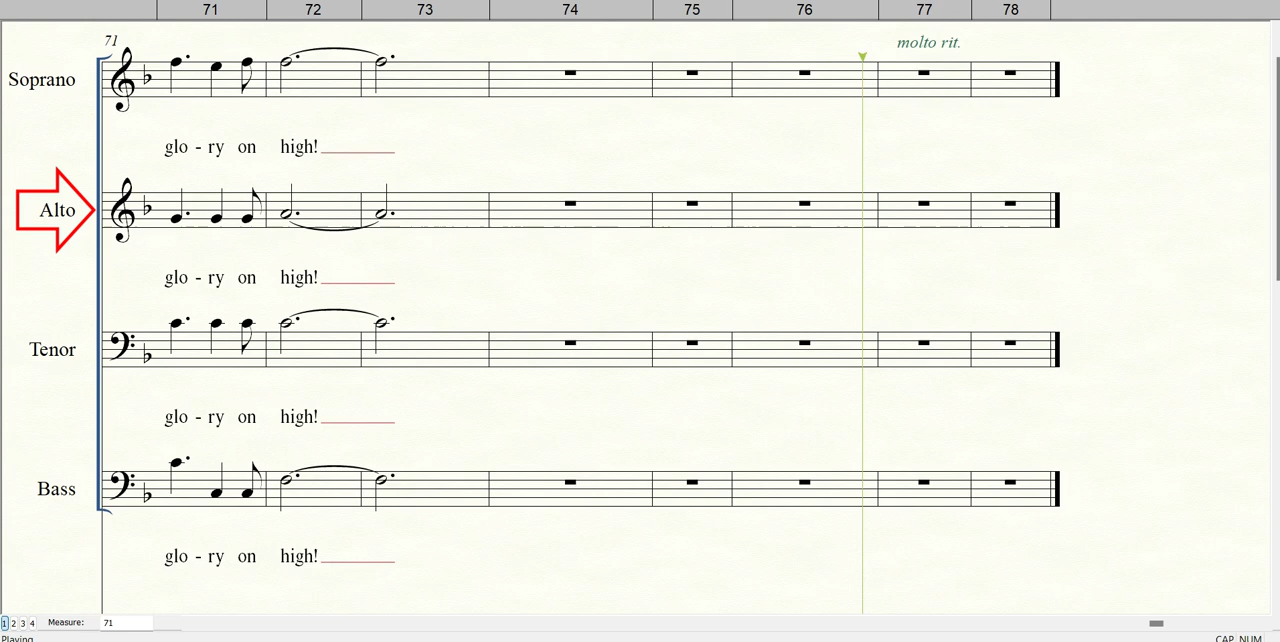 71 72 73 74 75 76 77 78
71
molto rit.
Soprano
glo - ry on high!
Alto
glo - ry on high!
Tenor
glo - ry on high!
Bass
glo - ry on high!
1 2 3 4 Measure: 71
Playing CAP NUM